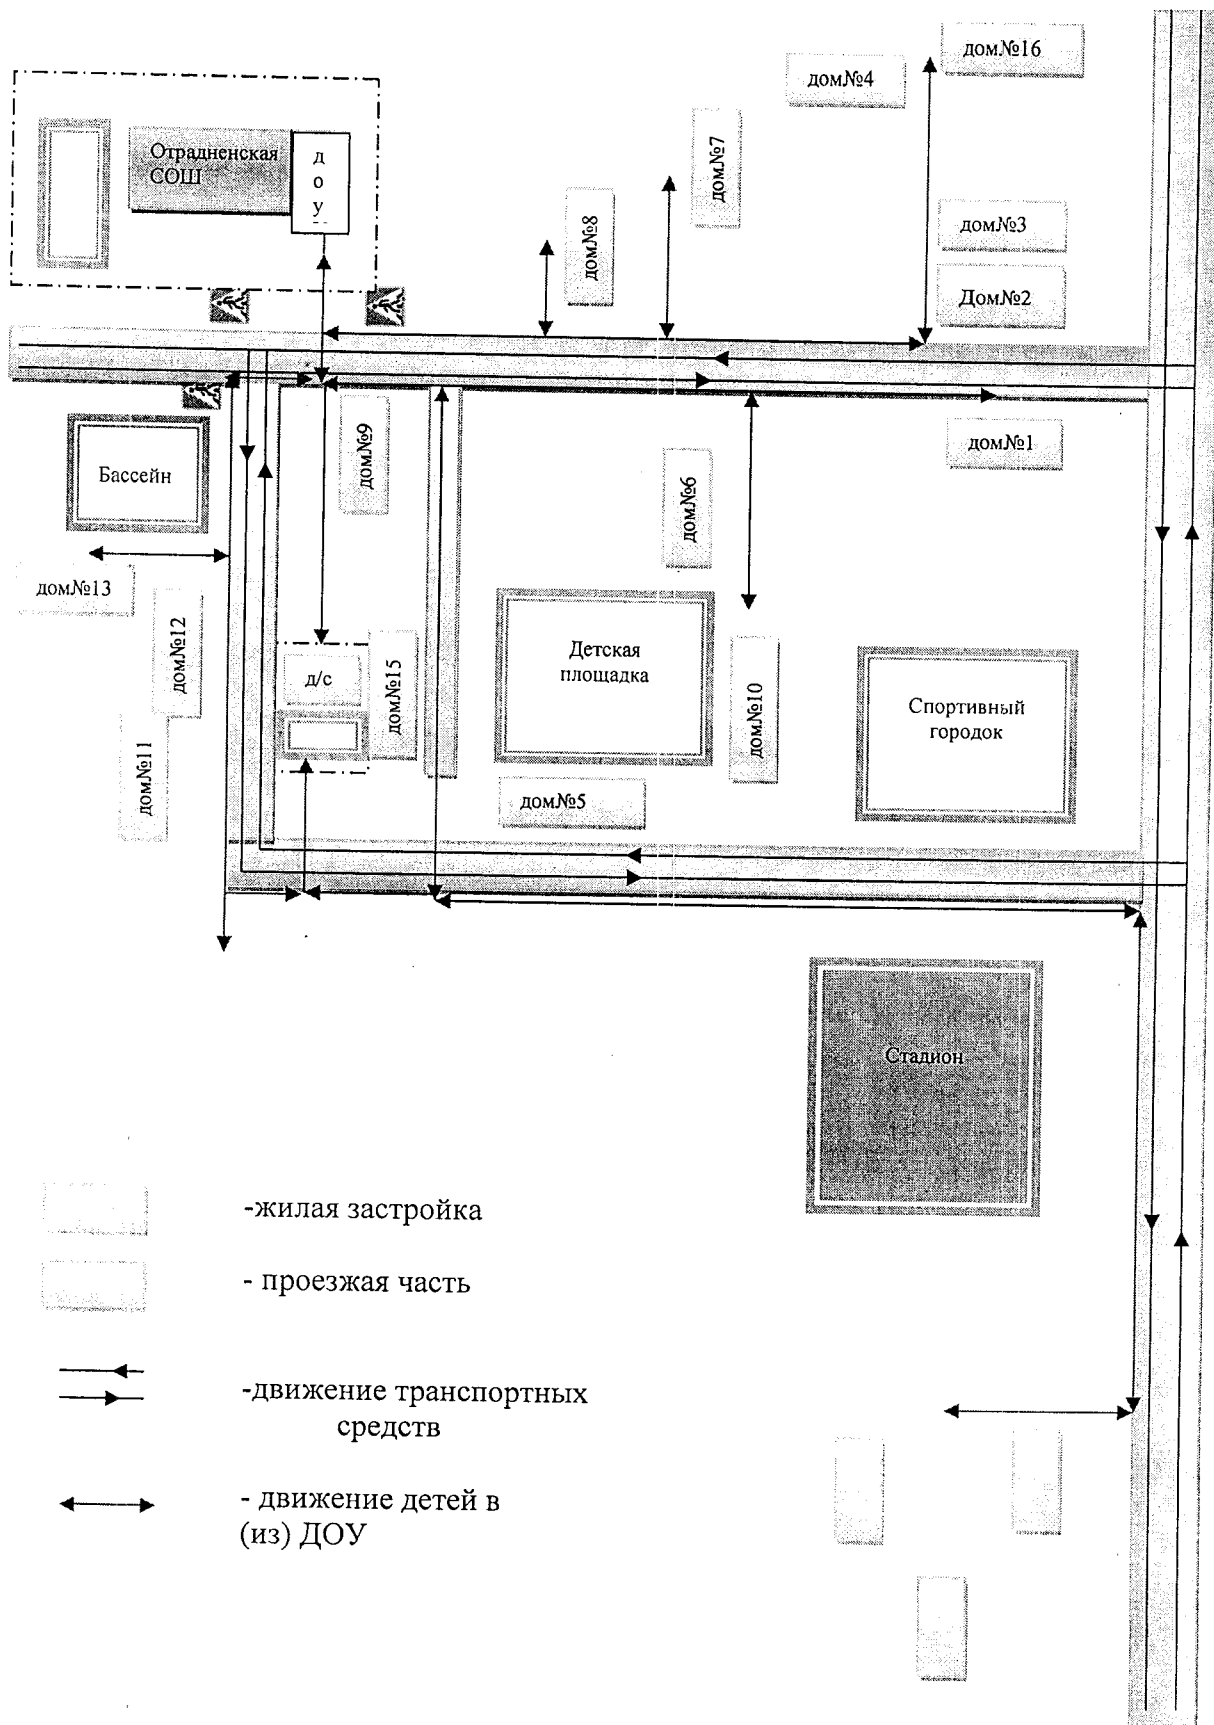 дом№16
дом№4
дом№7
Отрадненская
СОШ
д
о
у
дом№8
дом№3
Дом№2
дом№9
дом№1
Бассейн
дом№6
дом№13
дом№12
Детская
площадка
д/с
дом№15
дом№10
Спортивный
городок
дом№11
дом№5
Стадион
-жилая застройка
- проезжая часть
-движение транспортных
средств
- движение детей в
(из) ДОУ